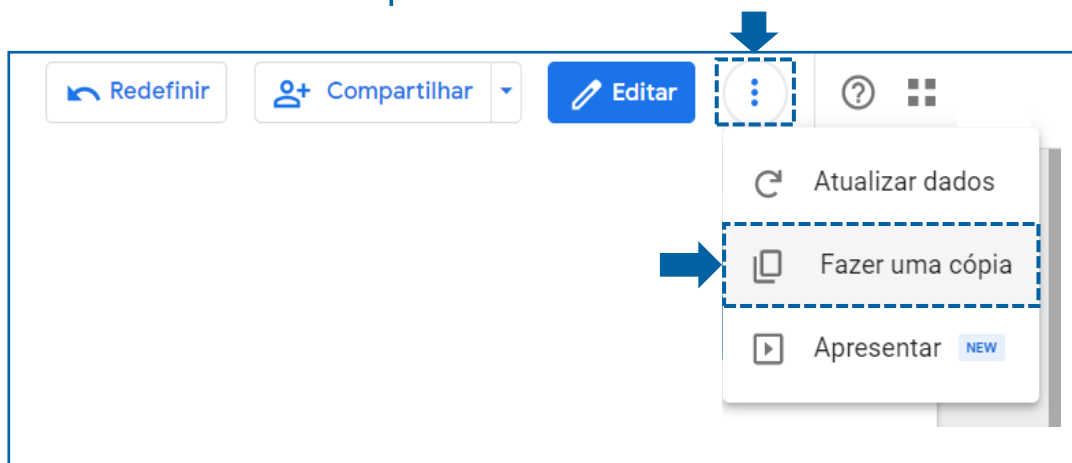 Redefinir Compartilhar Editar
Atualizar dados
Fazer uma cópia
Apresentar NEW